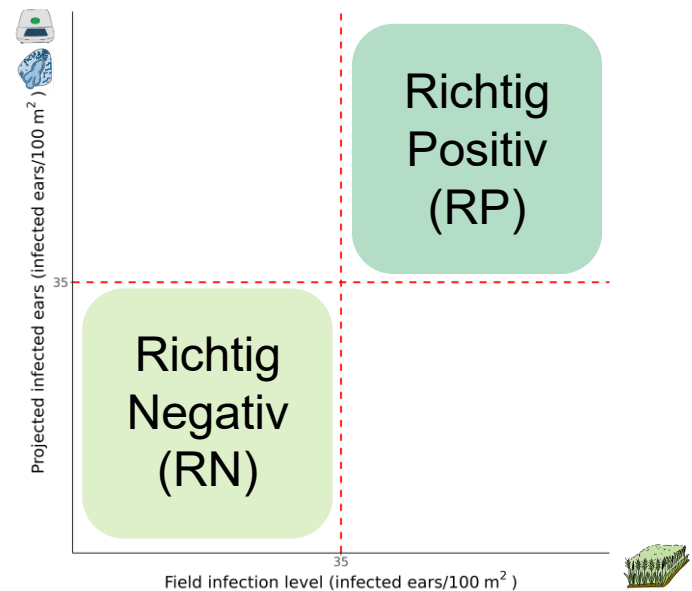 Projected infected ears (infected ears/100 m²)
Richtig
Positiv
(RP)
35
Richtig
Negativ
(RN)
35
Field infection level (infected ears/100 m²)